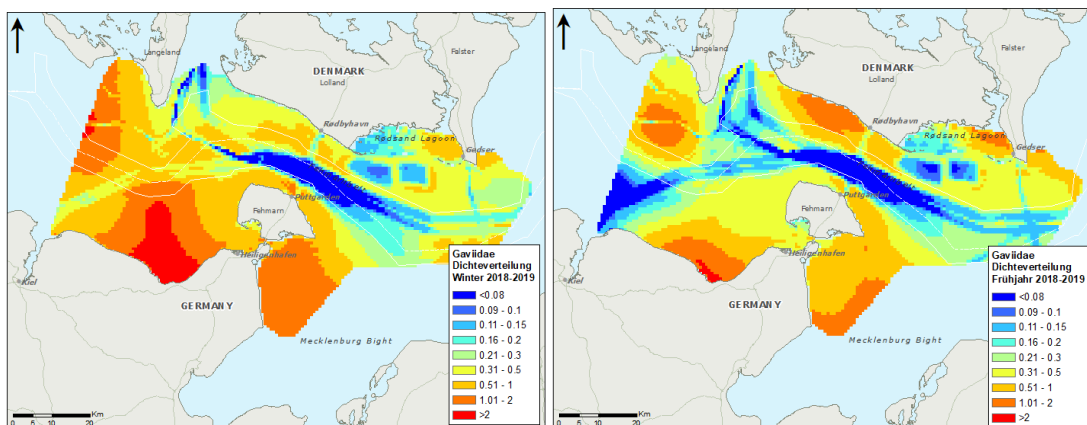 Langeland
Falster
DENMARK
Lolland
Rødbyhavn
Rødsand Lagoon
Gedser
Puttgarden
Fehmarn
Heiligenhafen
Kiel
GERMANY
Mecklenburg Bight
0 5 10 20 Km
Gaviidae
Dichteverteilung
Winter 2018-2019
<0.08
0.09 - 0.1
0.11 - 0.15
0.16 - 0.2
0.21 - 0.3
0.31 - 0.5
0.51 - 1
1.01 - 2
>2
Langeland
Falster
DENMARK
Lolland
Rødbyhavn
Rødsand Lagoon
Gedser
Puttgarden
Fehmarn
Heiligenhafen
Kiel
GERMANY
Mecklenburg Bight
0 5 10 20 Km
Gaviidae
Dichteverteilung
Frühjahr 2018-2019
<0.08
0.09 - 0.1
0.11 - 0.15
0.16 - 0.2
0.21 - 0.3
0.31 - 0.5
0.51 - 1
1.01 - 2
>2